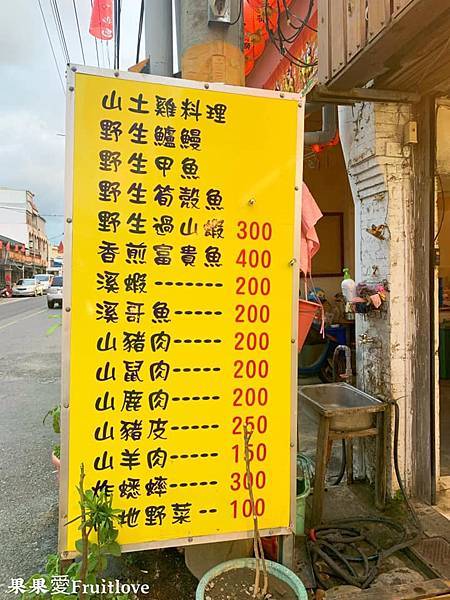 山土雞料理
野生鱸鰻
野生甲魚
野生筍殼魚
野生過山蝦 300
香煎富貴魚 400
溪蝦------- 200
溪哥魚----- 200
山豬肉----- 200
山鼠肉----- 200
山鹿肉----- 200
山豬皮----- 250
山羊肉----- 150
炸蟋蟀----- 300
地野菜-- 100
果果愛Fruitlove